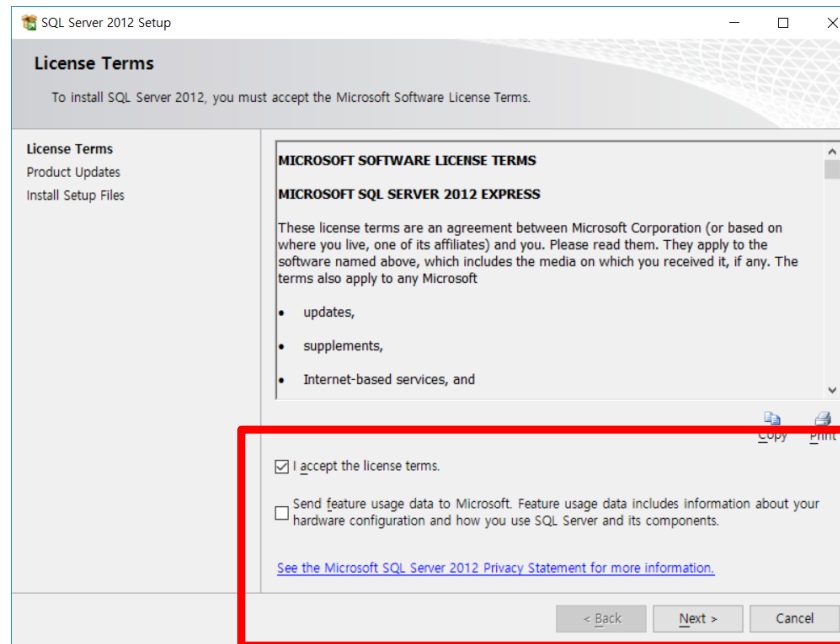 SQL Server 2012 Setup
License Terms
To install SQL Server 2012, you must accept the Microsoft Software License Terms.
License Terms
Product Updates
Install Setup Files
MICROSOFT SOFTWARE LICENSE TERMS
MICROSOFT SQL SERVER 2012 EXPRESS
These license terms are an agreement between Microsoft Corporation (or based on
where you live, one of its affiliates) and you. Please read them. They apply to the
software named above, which includes the media on which you received it, if any. The
terms also apply to any Microsoft
• updates,
• supplements,
• Internet-based services, and
Copy Print
I accept the license terms.
Send feature usage data to Microsoft. Feature usage data includes information about your
hardware configuration and how you use SQL Server and its components.
See the Microsoft SQL Server 2012 Privacy Statement for more information.
< Back Next > Cancel